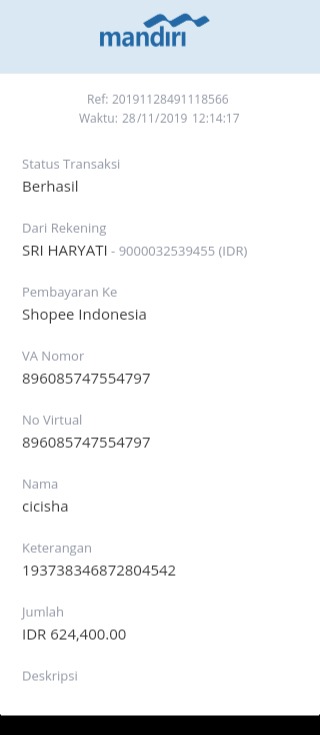 mandiri
Ref: 20191128491118566
Waktu: 28/11/2019 12:14:17
Status Transaksi
Berhasil
Dari Rekening
SRI HARYATI - 9000032539455 (IDR)
Pembayaran Ke
Shopee Indonesia
VA Nomor
896085747554797
No Virtual
896085747554797
Nama
cicisha
Keterangan
193738346872804542
Jumlah
IDR 624,400.00
Deskripsi